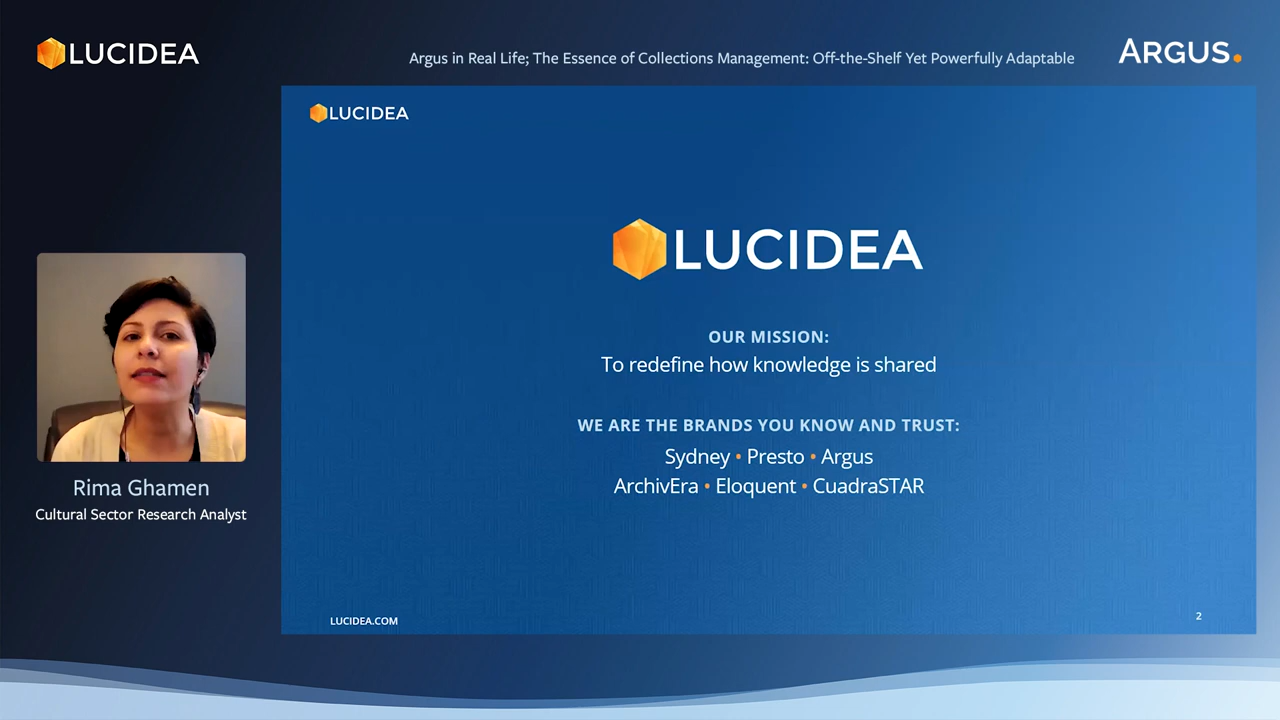 LUCIDEA
Argus in Real Life; The Essence of Collections Management: Off-the-Shelf Yet Powerfully Adaptable
ARGUS.
LUCIDEA
LUCIDEA
OUR MISSION:
To redefine how knowledge is shared
WE ARE THE BRANDS YOU KNOW AND TRUST:
Sydney • Presto • Argus
ArchivEra • Eloquent • CuadraSTAR
Rima Ghamen
Cultural Sector Research Analyst
LUCIDEA.COM
2